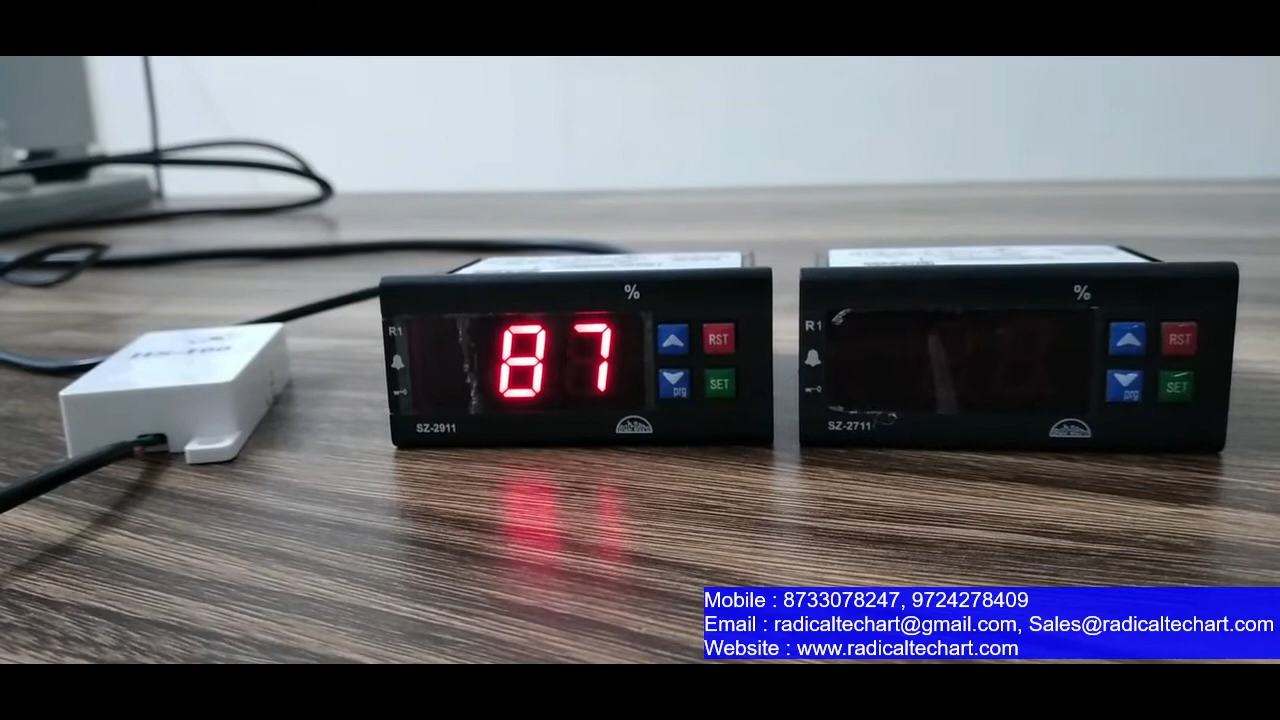 %
R1
87
RST
prg
SET
SZ-2911
%
R1
RST
prg
SET
SZ-2711
Mobile : 8733078247, 9724278409
Email : radicaltechart@gmail.com, Sales@radicaltechart.com
Website : www.radicaltechart.com